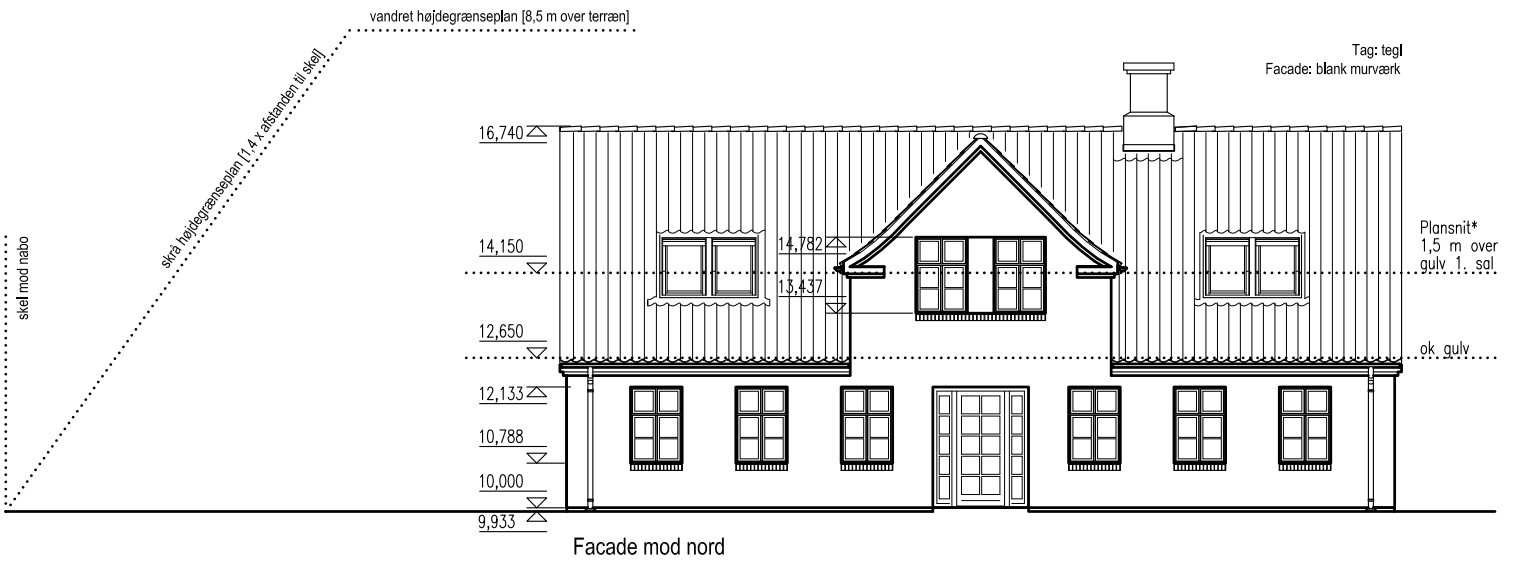 vandret højdegrænseplan [8,5 m over terræn]
skrå højdegrænseplan [1,4 x afstanden til skel]
skel mod nabo
Tag: tegl
Facade: blank murværk
16,740
14,150
14,782
13,437
12,650
12,133
10,788
10,000
9,933
Plansnit*
1,5 m over
gulv 1. sal
ok gulv
Facade mod nord